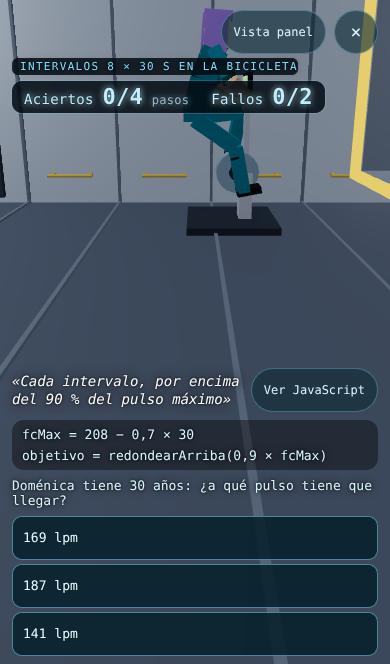 Vista panel
×
INTERVALOS 8 × 30 S EN LA BICICLETA
Aciertos 0/4 pasos Fallos 0/2
«Cada intervalo, por encima
del 90 % del pulso máximo»
Ver JavaScript
fcMax = 208 − 0,7 × 30
objetivo = redondearArriba(0,9 × fcMax)
Doménica tiene 30 años: ¿a qué pulso tiene que
llegar?
169 lpm
187 lpm
141 lpm